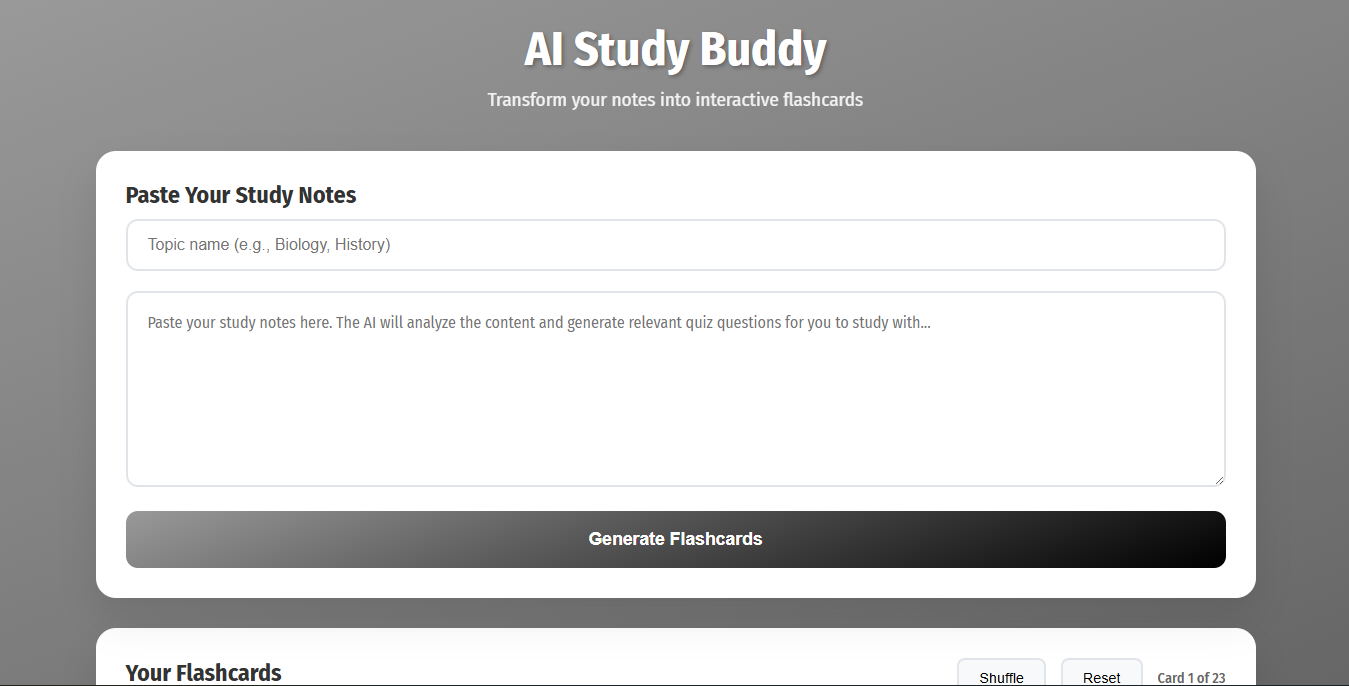 AI Study Buddy
Transform your notes into interactive flashcards
Paste Your Study Notes
Topic name (e.g., Biology, History)
Paste your study notes here. The AI will analyze the content and generate relevant quiz questions for you to study with...
Generate Flashcards
Your Flashcards
Shuffle
Reset
Card 1 of 23